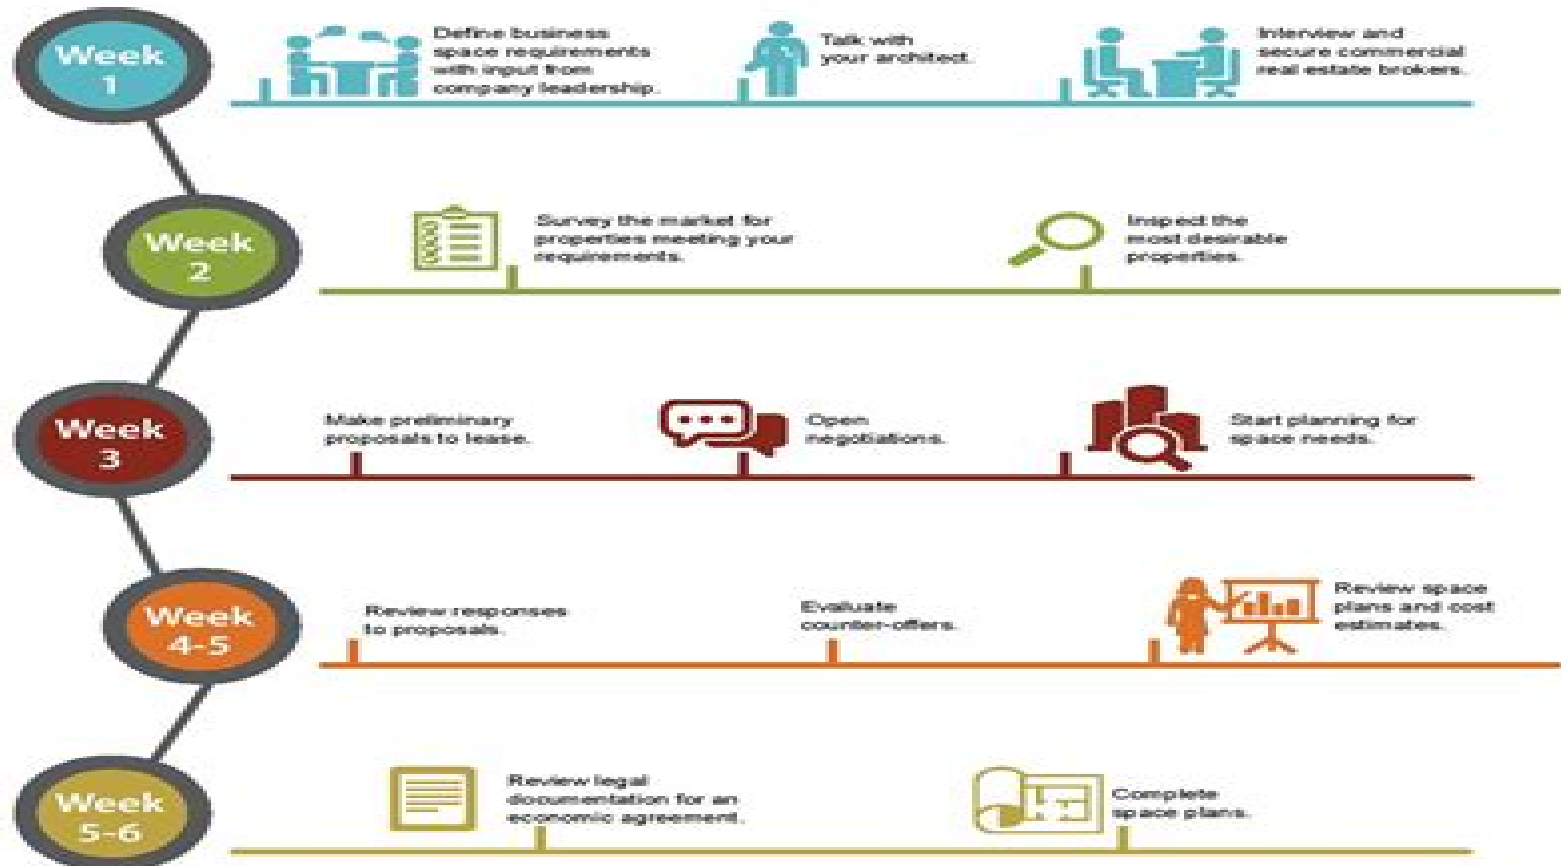 Week
1
Define business
space requirements
with input from
company leadership.
Talk with
your architect.
Interview and
secure commercial
real estate brokers.
Week
2
Survey the market for
properties meeting your
requirements.
Inspect the
most desirable
properties.
Week
3
Make preliminary
proposals to lease.
Open
negotiations.
Start planning for
space needs.
Week
4-5
Review responses
to proposals.
Evaluate
counter-offers.
Review space
plans and cost
estimates.
Week
5-6
Review legal
documentation for an
economic agreement.
Complete
space plans.